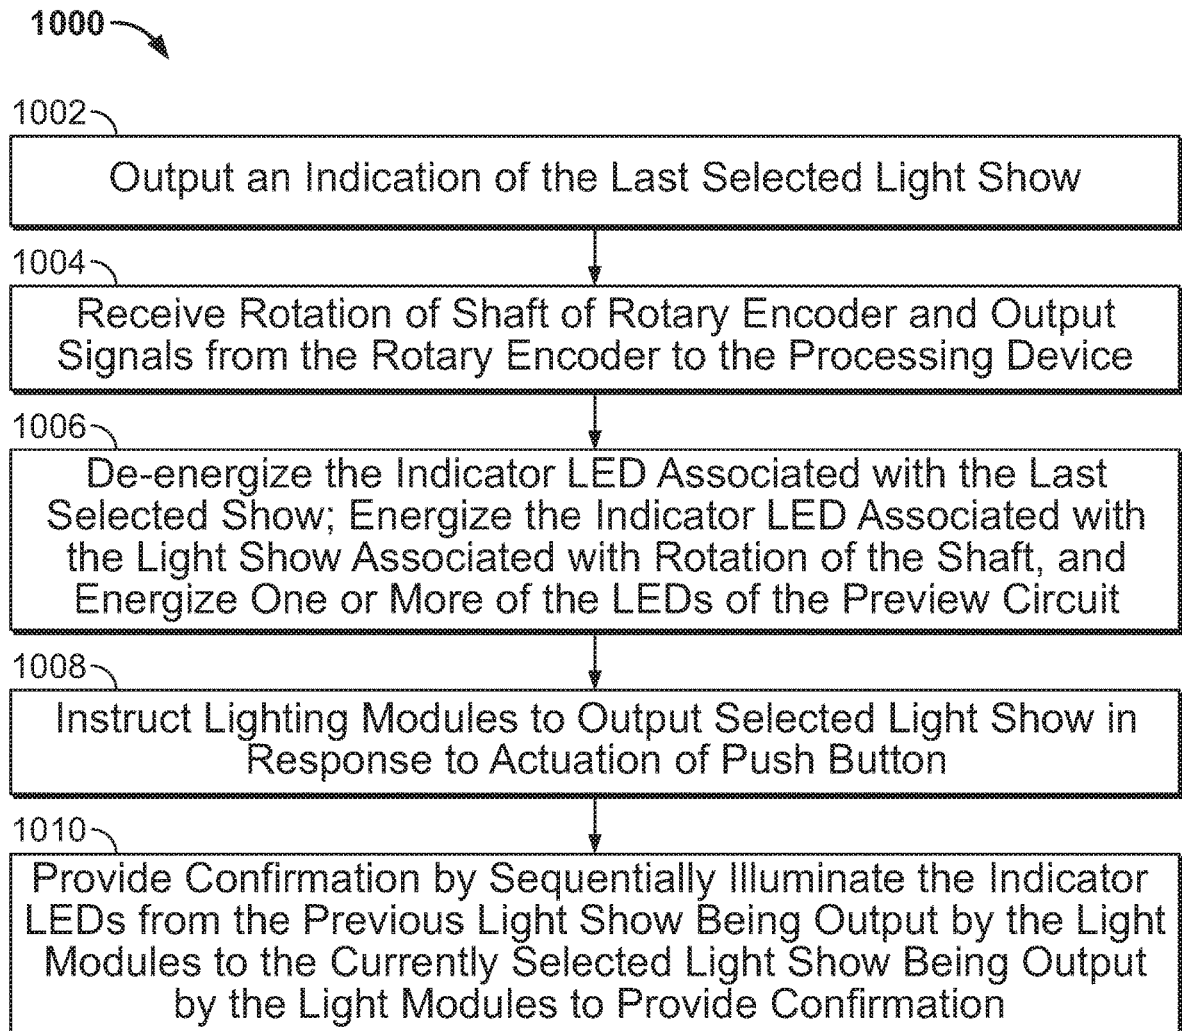 1000
1002
Output an Indication of the Last Selected Light Show
1004
Receive Rotation of Shaft of Rotary Encoder and Output
Signals from the Rotary Encoder to the Processing Device
1006
De-energize the Indicator LED Associated with the Last
Selected Show; Energize the Indicator LED Associated with
the Light Show Associated with Rotation of the Shaft, and
Energize One or More of the LEDs of the Preview Circuit
1008
Instruct Lighting Modules to Output Selected Light Show in
Response to Actuation of Push Button
1010
Provide Confirmation by Sequentially Illuminate the Indicator
LEDs from the Previous Light Show Being Output by the Light
Modules to the Currently Selected Light Show Being Output
by the Light Modules to Provide Confirmation